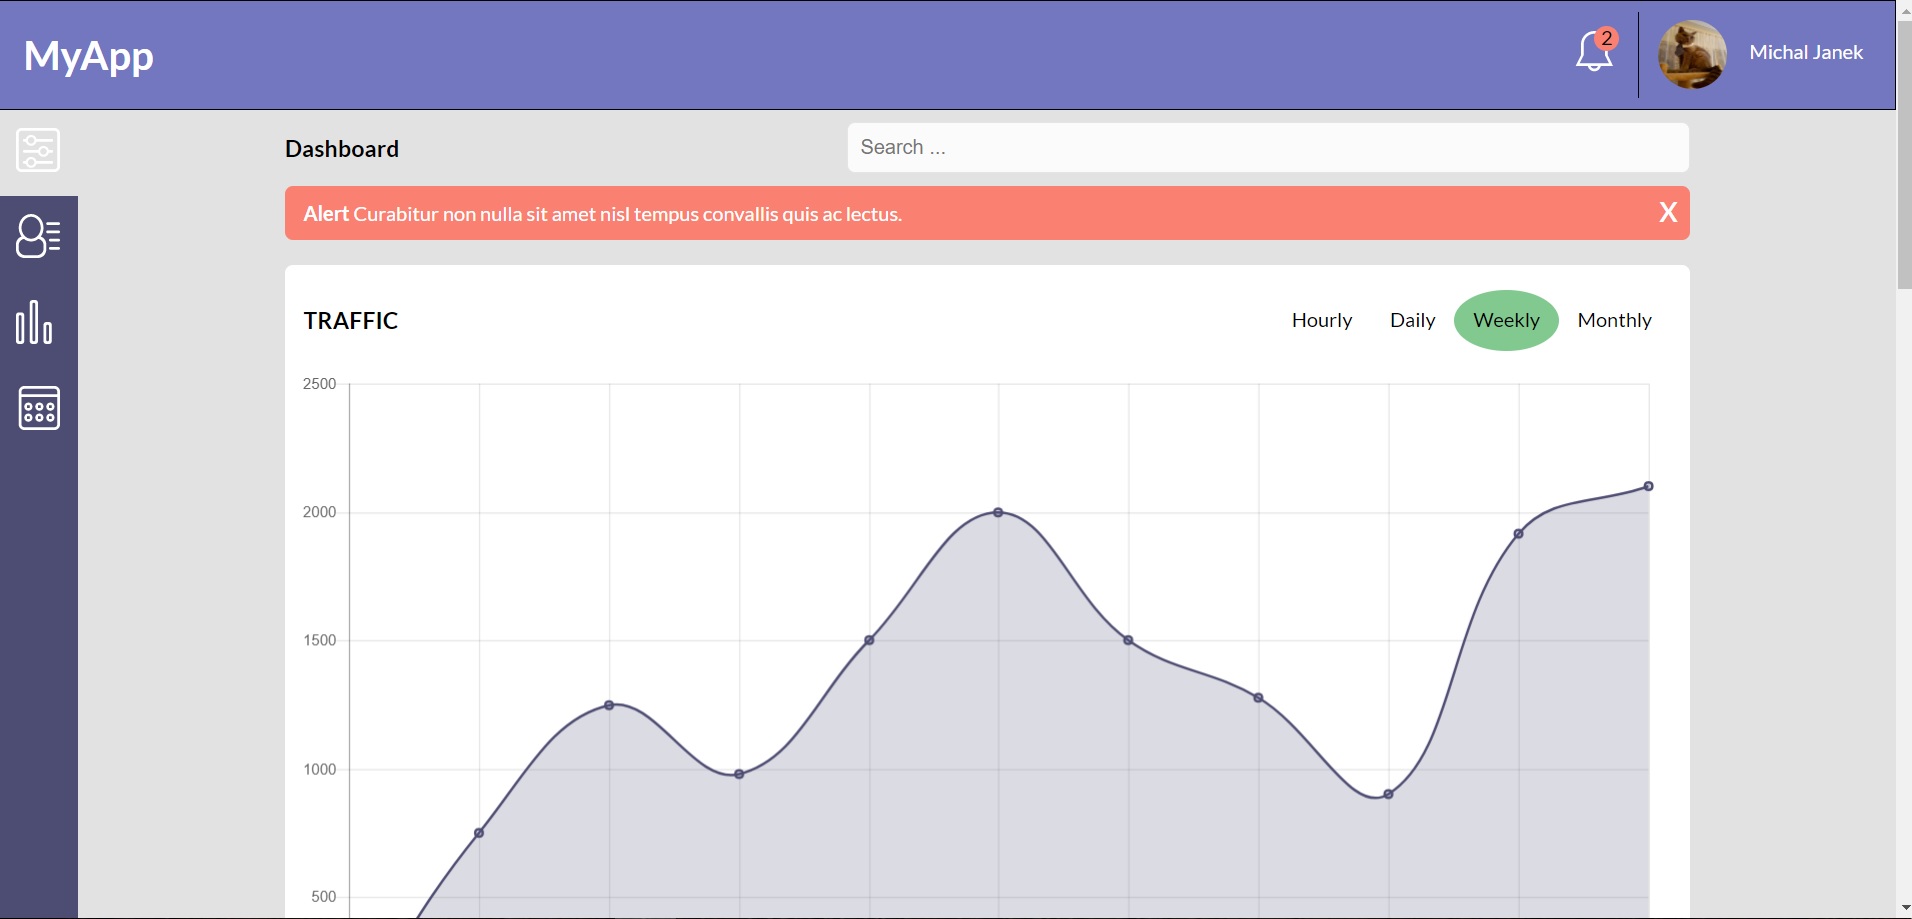 MyApp
2
Michal Janek
Dashboard
Search ...
Alert Curabitur non nulla sit amet nisl tempus convallis quis ac lectus.
X
TRAFFIC
Hourly
Daily
Weekly
Monthly
2500
2000
1500
1000
500